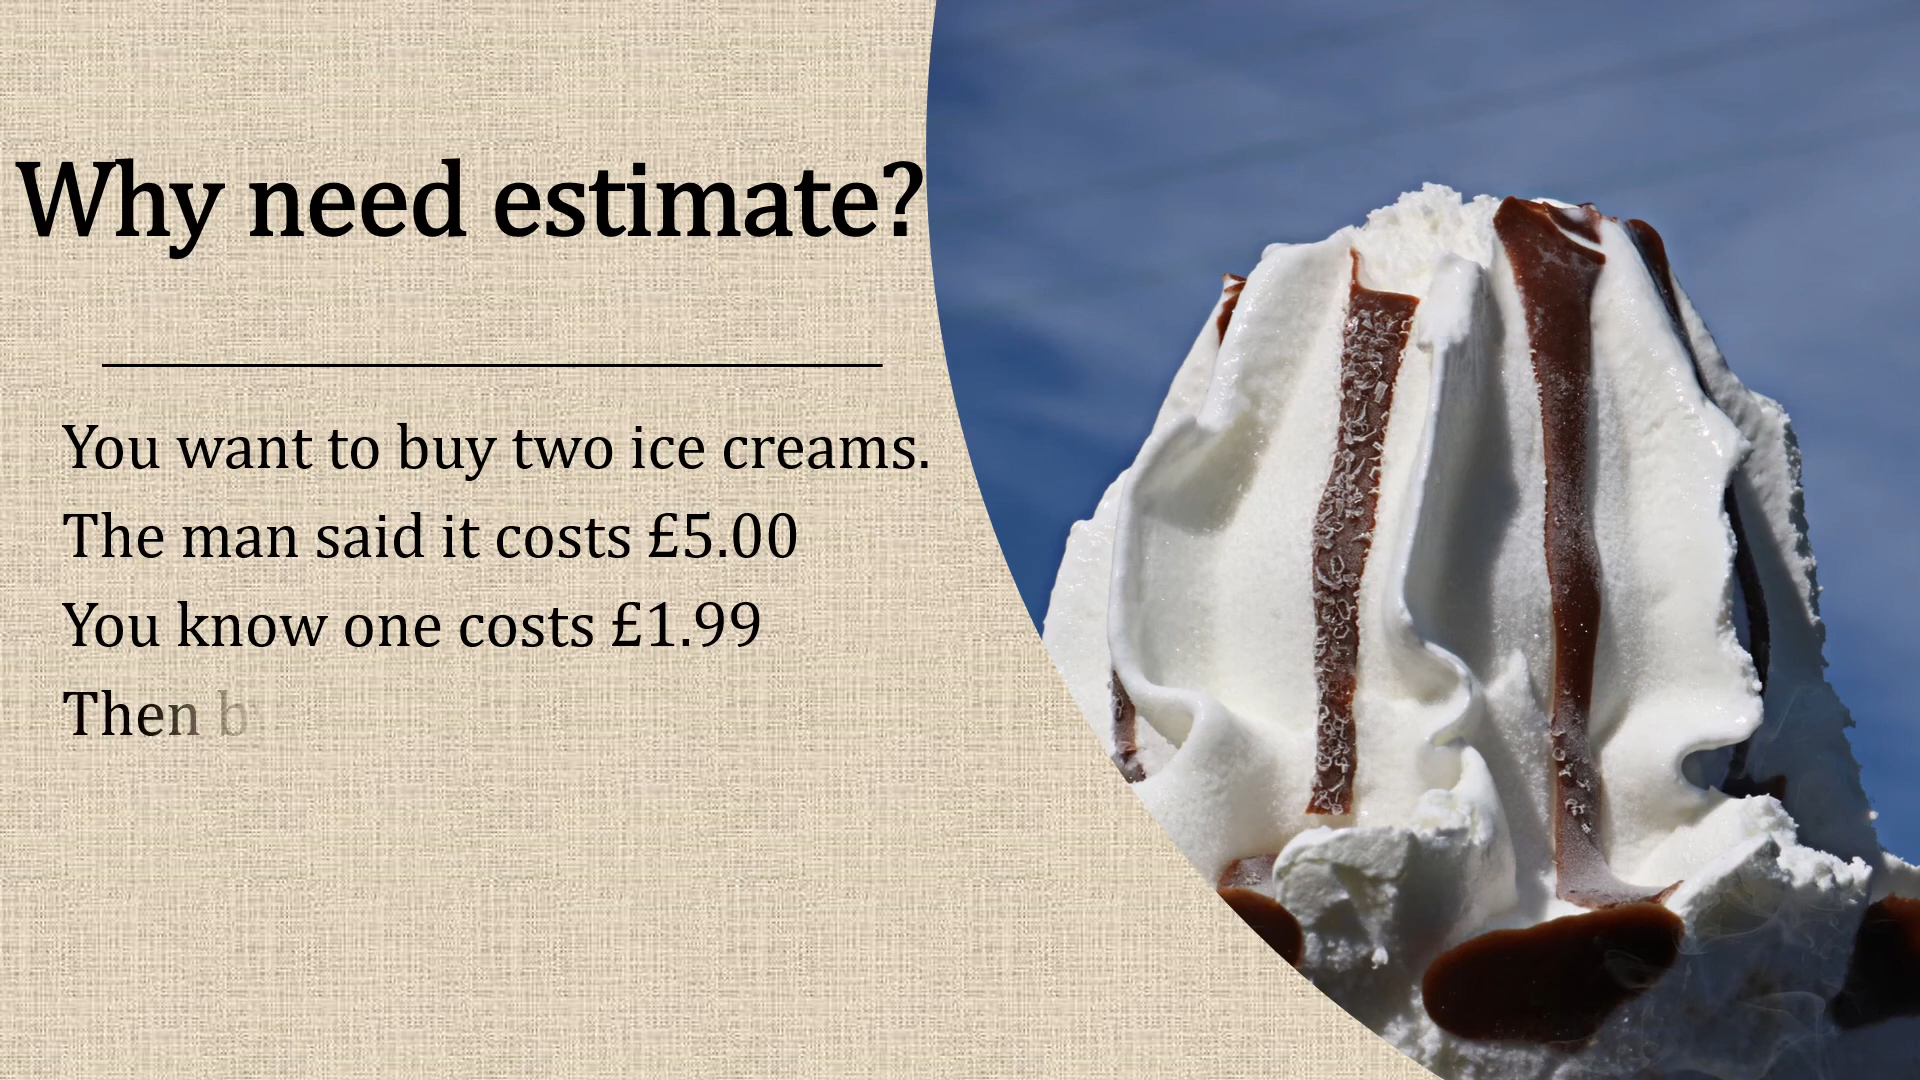 Why need estimate?
You want to buy two ice creams.
The man said it costs £5.00
You know one costs £1.99
Then b